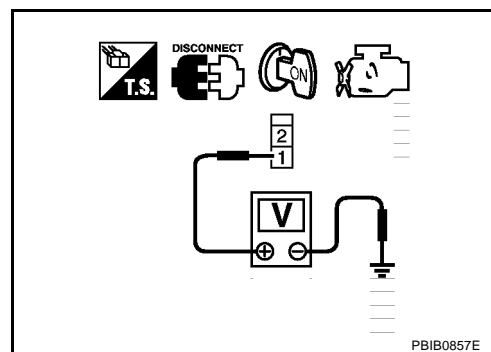 DISCONNECT
T.S.
ON
2
1
V
+ −
PBIB0857E